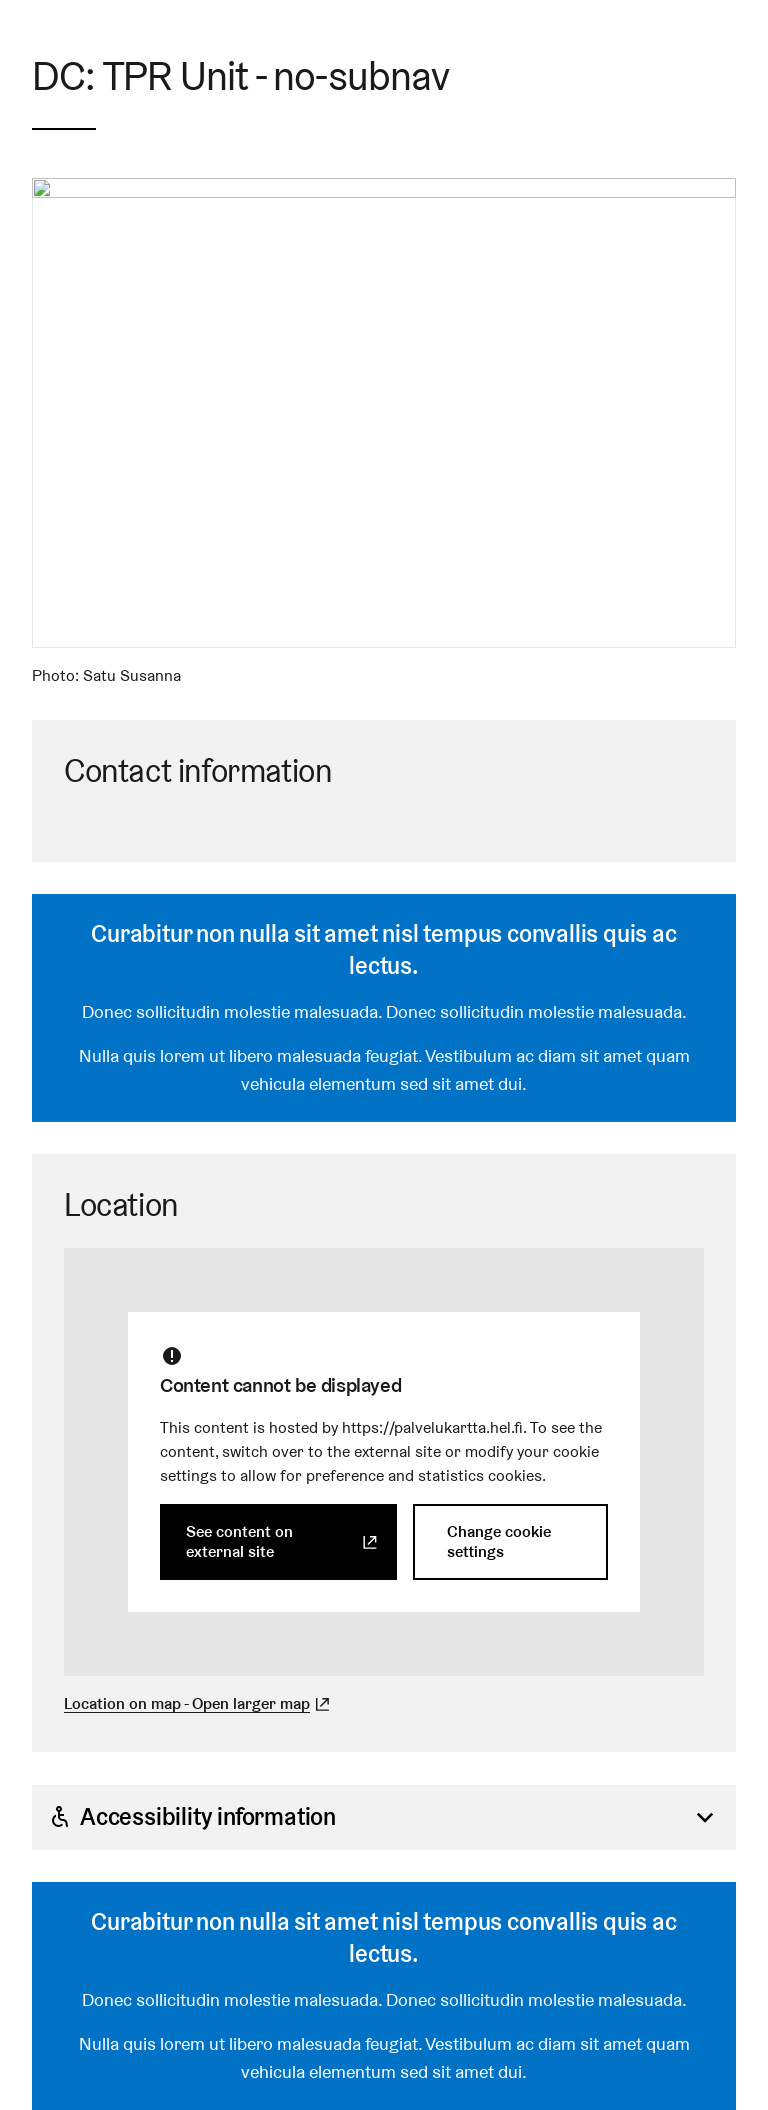 DC: TPR Unit - no-subnav
Photo: Satu Susanna
Contact information
Curabitur non nulla sit amet nisl tempus convallis quis ac
lectus.
Donec sollicitudin molestie malesuada. Donec sollicitudin molestie malesuada.
Nulla quis lorem ut libero malesuada feugiat. Vestibulum ac diam sit amet quam
vehicula elementum sed sit amet dui.
Location
Content cannot be displayed
This content is hosted by https://palvelukartta.hel.fi. To see the
content, switch over to the external site or modify your cookie
settings to allow for preference and statistics cookies.
See content on
external site
Change cookie
settings
Location on map - Open larger map
Accessibility information
Curabitur non nulla sit amet nisl tempus convallis quis ac
lectus.
Donec sollicitudin molestie malesuada. Donec sollicitudin molestie malesuada.
Nulla quis lorem ut libero malesuada feugiat. Vestibulum ac diam sit amet quam
vehicula elementum sed sit amet dui.